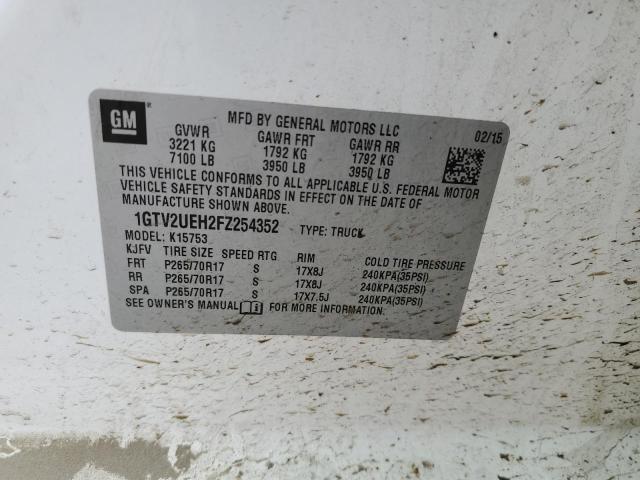 GM
MFD BY GENERAL MOTORS LLC 02/15
GVWR GAWR FRT GAWR RR
3221 KG 1792 KG 1792 KG
7100 LB 3950 LB 3950 LB
THIS VEHICLE CONFORMS TO ALL APPLICABLE U.S. FEDERAL MOTOR
VEHICLE SAFETY STANDARDS IN EFFECT ON THE DATE OF
MANUFACTURE SHOWN ABOVE.
1GTV2UEH2FZ254352 TYPE: TRUCK
MODEL: K15753
KJFV TIRE SIZE SPEED RTG RIM COLD TIRE PRESSURE
FRT P265/70R17 S 17X8J 240KPA(35PSI)
RR P265/70R17 S 17X8J 240KPA(35PSI)
SPA P265/70R17 S 17X7.5J 240KPA(35PSI)
SEE OWNER'S MANUAL FOR MORE INFORMATION.